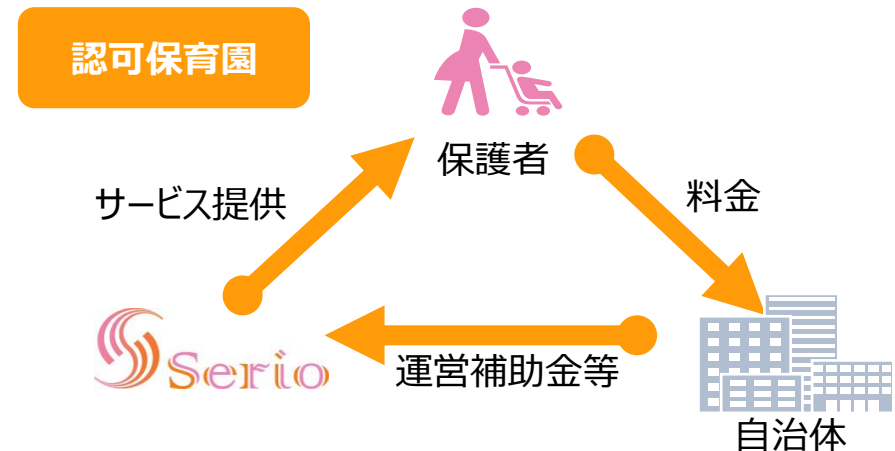 認可保育園
保護者
サービス提供
料金
Serio
運営補助金等
自治体